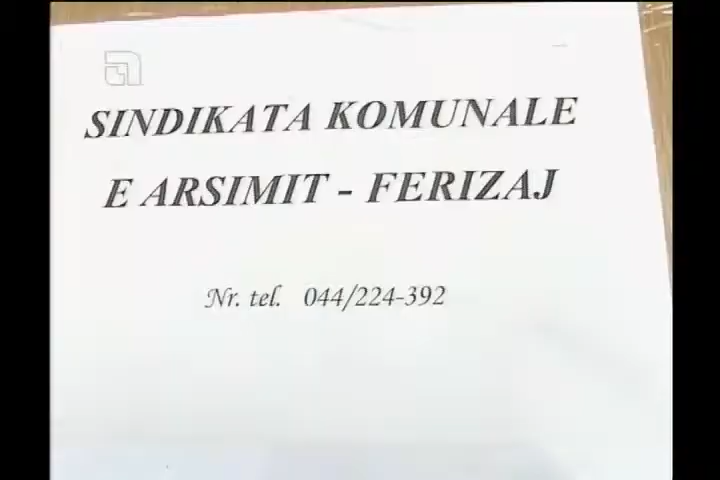 SINDIKATA KOMUNALE
E ARSIMIT - FERIZAJ
Nr. tel. 044/224-392